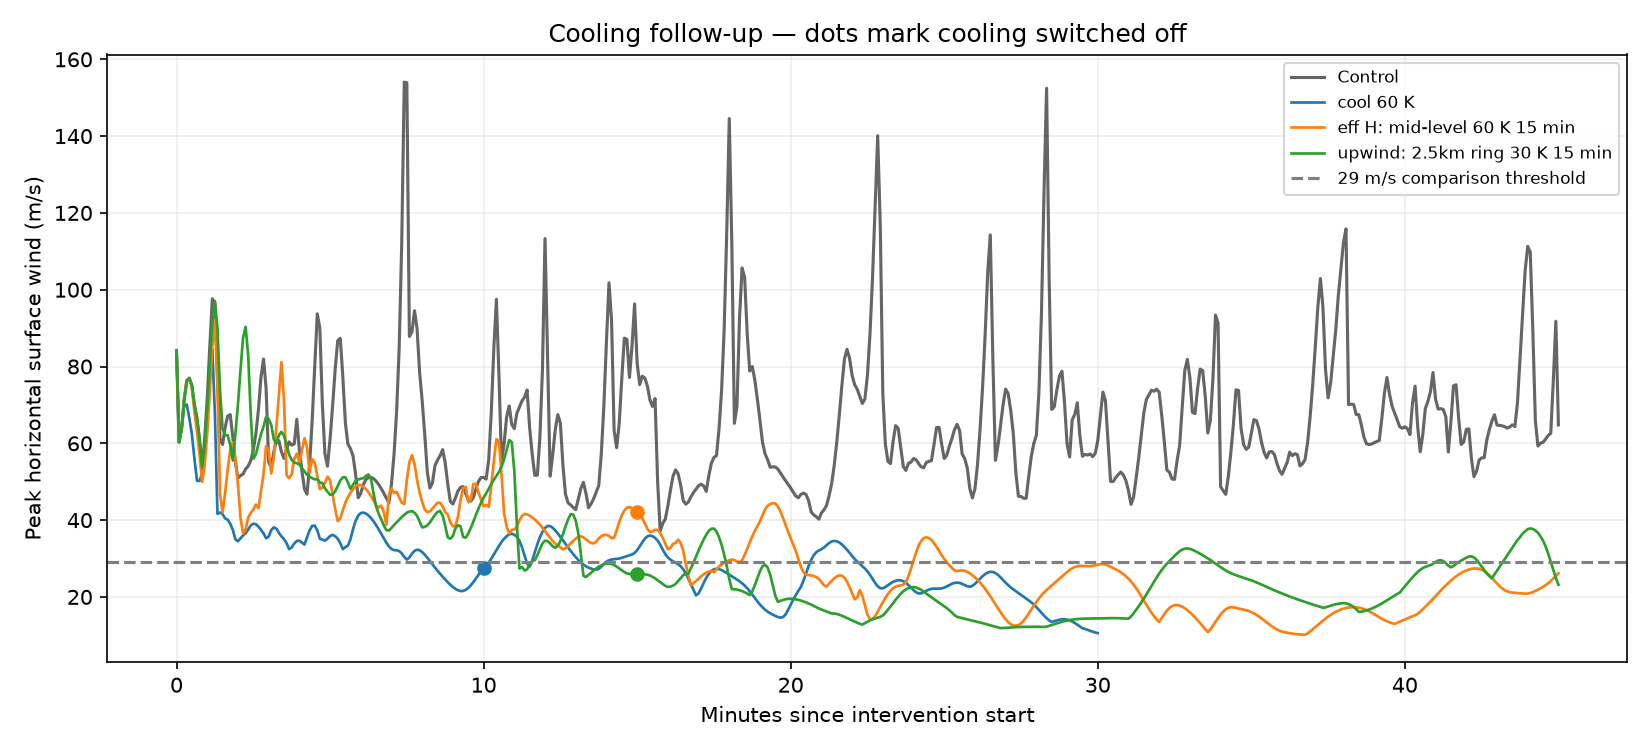 Cooling follow-up — dots mark cooling switched off
Peak horizontal surface wind (m/s)
160
140
120
100
80
60
40
20
Control
cool 60 K
eff H: mid-level 60 K 15 min
upwind: 2.5km ring 30 K 15 min
29 m/s comparison threshold
0 10 20 30 40
Minutes since intervention start